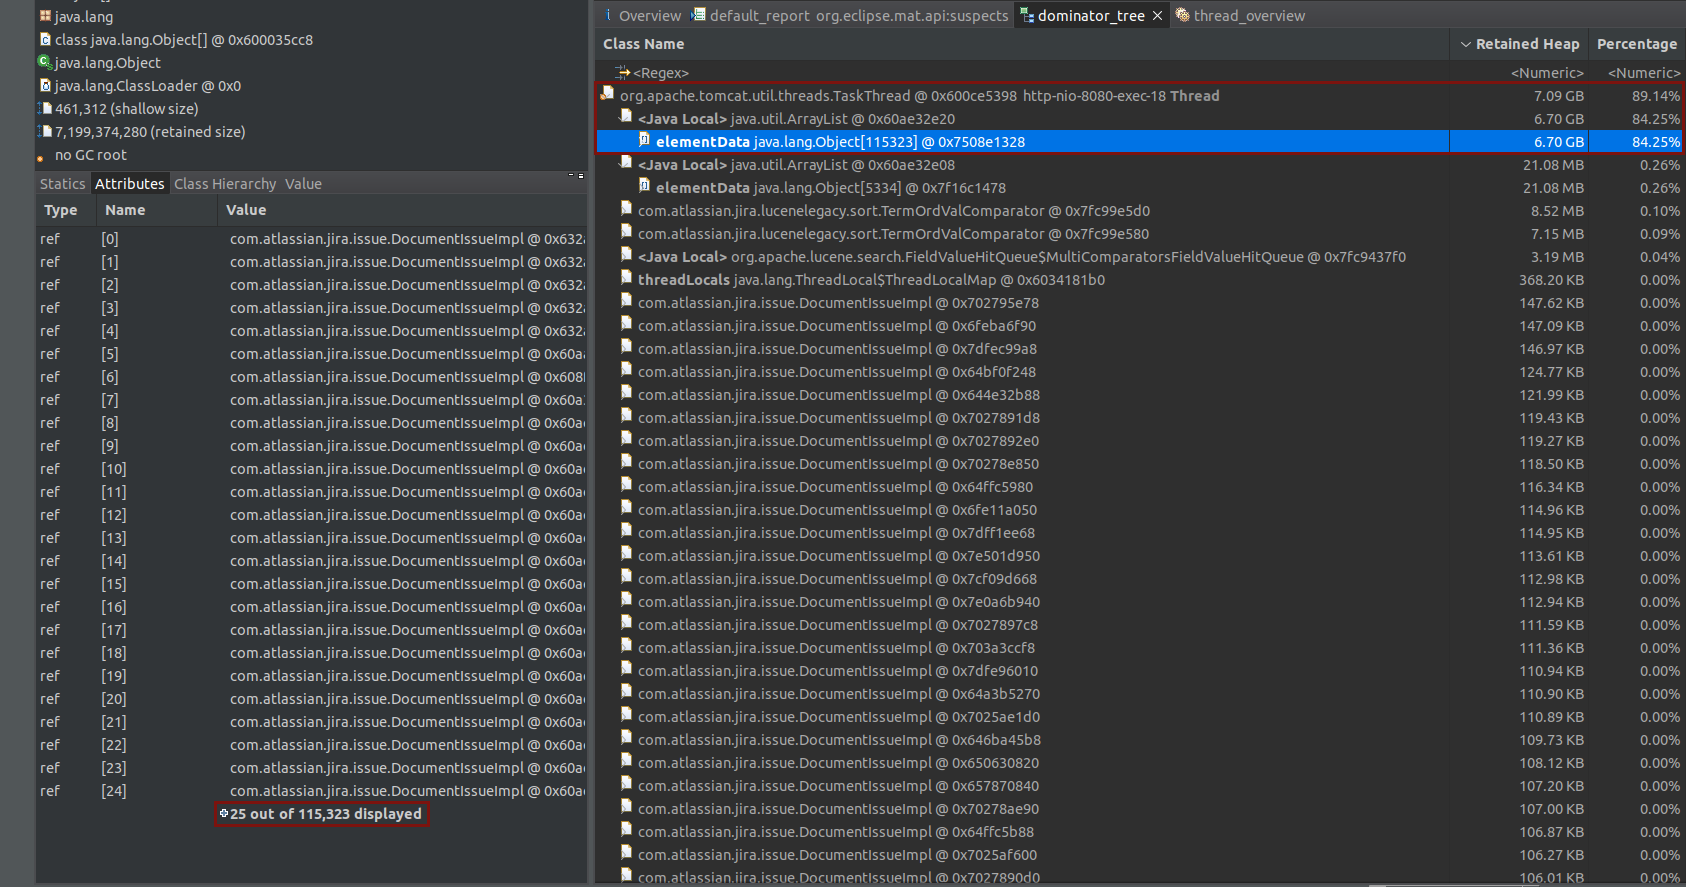 java.lang
class java.lang.Object[] @ 0x600035cc8
java.lang.Object
java.lang.ClassLoader @ 0x0
461,312 (shallow size)
7,199,374,280 (retained size)
no GC root
Statics Attributes Class Hierarchy Value
Type Name Value
ref [0] com.atlassian.jira.issue.DocumentIssueImpl @ 0x632
ref [1] com.atlassian.jira.issue.DocumentIssueImpl @ 0x632
ref [2] com.atlassian.jira.issue.DocumentIssueImpl @ 0x632
ref [3] com.atlassian.jira.issue.DocumentIssueImpl @ 0x632
ref [4] com.atlassian.jira.issue.DocumentIssueImpl @ 0x632
ref [5] com.atlassian.jira.issue.DocumentIssueImpl @ 0x60a
ref [6] com.atlassian.jira.issue.DocumentIssueImpl @ 0x608
ref [7] com.atlassian.jira.issue.DocumentIssueImpl @ 0x60a
ref [8] com.atlassian.jira.issue.DocumentIssueImpl @ 0x60a
ref [9] com.atlassian.jira.issue.DocumentIssueImpl @ 0x60a
ref [10] com.atlassian.jira.issue.DocumentIssueImpl @ 0x60a
ref [11] com.atlassian.jira.issue.DocumentIssueImpl @ 0x60a
ref [12] com.atlassian.jira.issue.DocumentIssueImpl @ 0x60a
ref [13] com.atlassian.jira.issue.DocumentIssueImpl @ 0x60a
ref [14] com.atlassian.jira.issue.DocumentIssueImpl @ 0x60a
ref [15] com.atlassian.jira.issue.DocumentIssueImpl @ 0x60a
ref [16] com.atlassian.jira.issue.DocumentIssueImpl @ 0x60a
ref [17] com.atlassian.jira.issue.DocumentIssueImpl @ 0x60a
ref [18] com.atlassian.jira.issue.DocumentIssueImpl @ 0x60a
ref [19] com.atlassian.jira.issue.DocumentIssueImpl @ 0x60a
ref [20] com.atlassian.jira.issue.DocumentIssueImpl @ 0x60a
ref [21] com.atlassian.jira.issue.DocumentIssueImpl @ 0x60a
ref [22] com.atlassian.jira.issue.DocumentIssueImpl @ 0x60a
ref [23] com.atlassian.jira.issue.DocumentIssueImpl @ 0x60a
ref [24] com.atlassian.jira.issue.DocumentIssueImpl @ 0x60a
25 out of 115,323 displayed
Overview default_report org.eclipse.mat.api:suspects dominator_tree thread_overview
Class Name Retained Heap Percentage
<Regex> <Numeric> <Numeric>
org.apache.tomcat.util.threads.TaskThread @ 0x600ce5398 http-nio-8080-exec-18 Thread 7.09 GB 89.14%
<Java Local> java.util.ArrayList @ 0x60ae32e20 6.70 GB 84.25%
elementData java.lang.Object[115323] @ 0x7508e1328 6.70 GB 84.25%
<Java Local> java.util.ArrayList @ 0x60ae32e08 21.08 MB 0.26%
elementData java.lang.Object[5334] @ 0x7f16c1478 21.08 MB 0.26%
com.atlassian.jira.lucenelegacy.sort.TermOrdValComparator @ 0x7fc99e5d0 8.52 MB 0.10%
com.atlassian.jira.lucenelegacy.sort.TermOrdValComparator @ 0x7fc99e580 7.15 MB 0.09%
<Java Local> org.apache.lucene.search.FieldValueHitQueue$MultiComparatorsFieldValueHitQueue @ 0x7fc9437f0 3.19 MB 0.04%
threadLocals java.lang.ThreadLocal$ThreadLocalMap @ 0x6034181b0 368.20 KB 0.00%
com.atlassian.jira.issue.DocumentIssueImpl @ 0x702795e78 147.62 KB 0.00%
com.atlassian.jira.issue.DocumentIssueImpl @ 0x6feba6f90 147.09 KB 0.00%
com.atlassian.jira.issue.DocumentIssueImpl @ 0x7dfec99a8 146.97 KB 0.00%
com.atlassian.jira.issue.DocumentIssueImpl @ 0x64bf0f248 124.77 KB 0.00%
com.atlassian.jira.issue.DocumentIssueImpl @ 0x644e32b88 121.99 KB 0.00%
com.atlassian.jira.issue.DocumentIssueImpl @ 0x7027891d8 119.43 KB 0.00%
com.atlassian.jira.issue.DocumentIssueImpl @ 0x7027892e0 119.27 KB 0.00%
com.atlassian.jira.issue.DocumentIssueImpl @ 0x70278e850 118.50 KB 0.00%
com.atlassian.jira.issue.DocumentIssueImpl @ 0x64ffc5980 116.34 KB 0.00%
com.atlassian.jira.issue.DocumentIssueImpl @ 0x6fe11a050 114.96 KB 0.00%
com.atlassian.jira.issue.DocumentIssueImpl @ 0x7dff1ee68 114.95 KB 0.00%
com.atlassian.jira.issue.DocumentIssueImpl @ 0x7e501d950 113.61 KB 0.00%
com.atlassian.jira.issue.DocumentIssueImpl @ 0x7cf09d668 112.98 KB 0.00%
com.atlassian.jira.issue.DocumentIssueImpl @ 0x7e0a6b940 112.94 KB 0.00%
com.atlassian.jira.issue.DocumentIssueImpl @ 0x7027897c8 111.59 KB 0.00%
com.atlassian.jira.issue.DocumentIssueImpl @ 0x703a3ccf8 111.36 KB 0.00%
com.atlassian.jira.issue.DocumentIssueImpl @ 0x7dfe96010 110.94 KB 0.00%
com.atlassian.jira.issue.DocumentIssueImpl @ 0x64a3b5270 110.90 KB 0.00%
com.atlassian.jira.issue.DocumentIssueImpl @ 0x7025ae1d0 110.89 KB 0.00%
com.atlassian.jira.issue.DocumentIssueImpl @ 0x646ba45b8 109.73 KB 0.00%
com.atlassian.jira.issue.DocumentIssueImpl @ 0x650630820 108.12 KB 0.00%
com.atlassian.jira.issue.DocumentIssueImpl @ 0x657870840 107.20 KB 0.00%
com.atlassian.jira.issue.DocumentIssueImpl @ 0x70278ae90 107.00 KB 0.00%
com.atlassian.jira.issue.DocumentIssueImpl @ 0x64ffc5b88 106.87 KB 0.00%
com.atlassian.jira.issue.DocumentIssueImpl @ 0x7025af600 106.27 KB 0.00%
com.atlassian.jira.issue.DocumentIssueImpl @ 0x7027890d0 106.01 KB 0.00%